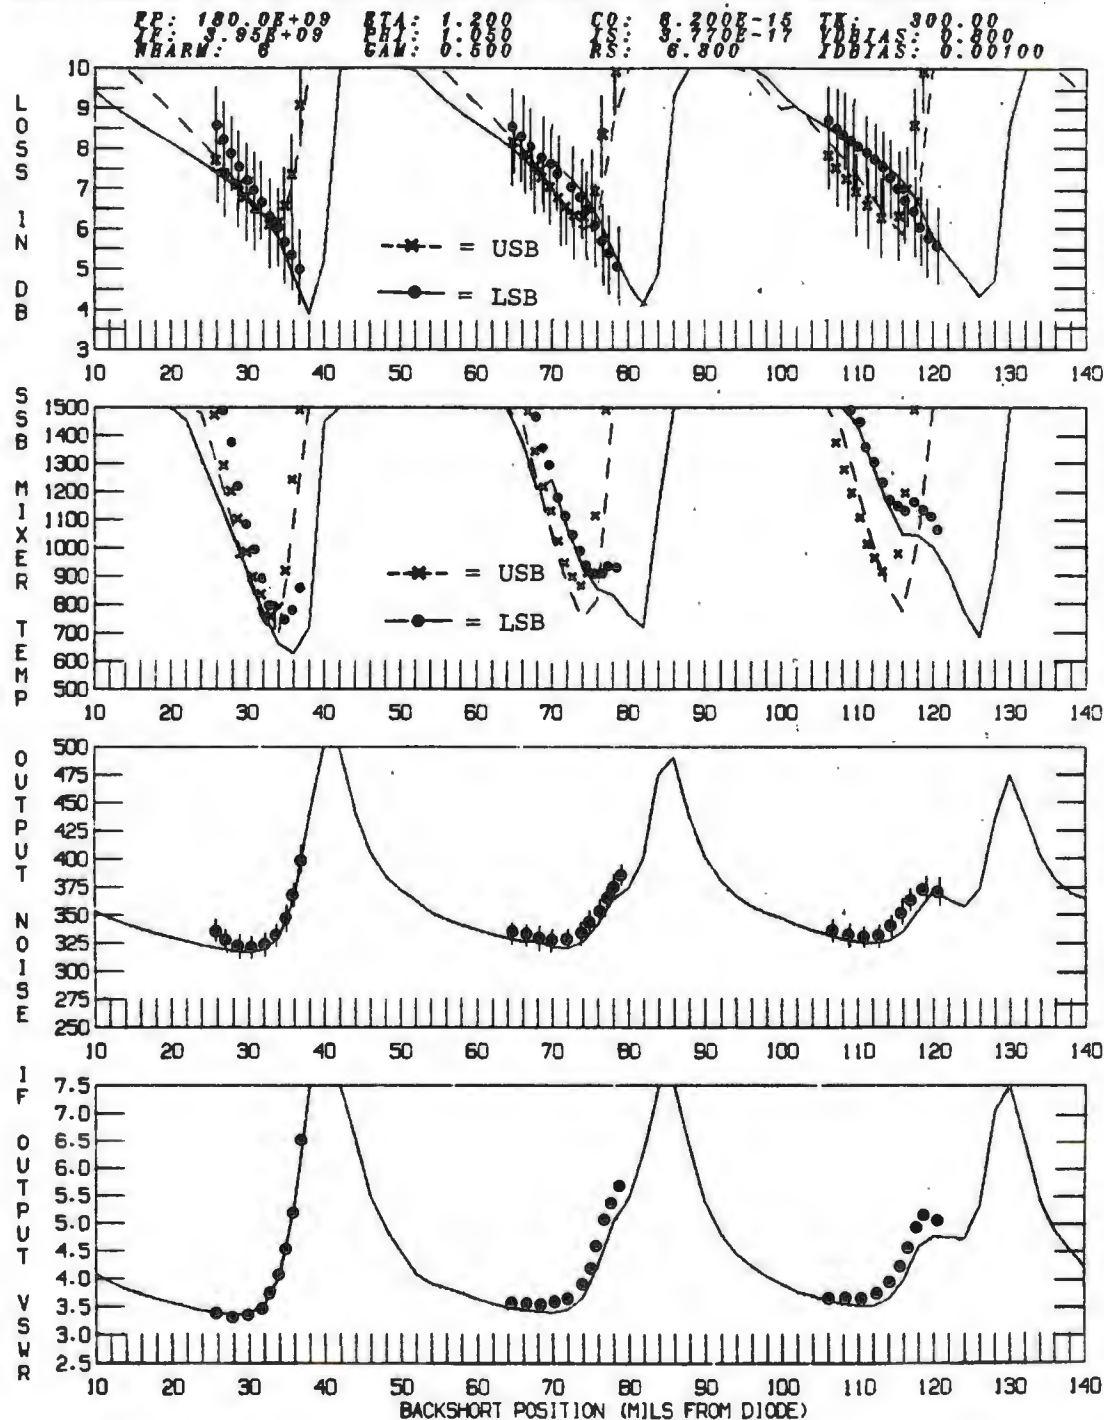 FP: 180.0E+09 ETA: 1.200 CO: 6.200E-15 TK: 300.00
IF: 3.95E+09 PHI: 1.050 IS: 3.770E-17 VDBIAS: 0.800
NHARM: 6 GAM: 0.500 RS: 6.800 IDBIAS: 0.00100
LOSS IN DB
10
9
8
7
6
5
4
3
--x-- = USB
—●— = LSB
10 20 30 40 50 60 70 80 90 100 110 120 130 140
SSB MIXER TEMP
1500
1400
1300
1200
1100
1000
900
800
700
600
500
--x-- = USB
—●— = LSB
10 20 30 40 50 60 70 80 90 100 110 120 130 140
OUTPUT NOISE
500
475
450
425
400
375
350
325
300
275
250
10 20 30 40 50 60 70 80 90 100 110 120 130 140
IF OUTPUT VSWR
7.5
7.0
6.5
6.0
5.5
5.0
4.5
4.0
3.5
3.0
2.5
10 20 30 40 50 60 70 80 90 100 110 120 130 140
BACKSHORT POSITION (MILS FROM DIODE)